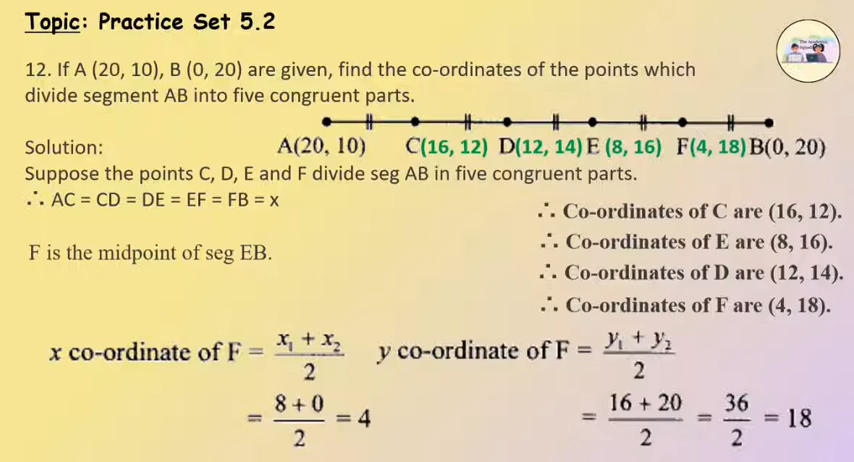 Topic: Practice Set 5.2
12. If A (20, 10), B (0, 20) are given, find the co-ordinates of the points which
divide segment AB into five congruent parts.
Solution:
A(20, 10) C(16, 12) D(12, 14) E (8, 16) F(4, 18) B(0, 20)
Suppose the points C, D, E and F divide seg AB in five congruent parts.
∴ AC = CD = DE = EF = FB = x
∴ Co-ordinates of C are (16, 12).
∴ Co-ordinates of E are (8, 16).
∴ Co-ordinates of D are (12, 14).
∴ Co-ordinates of F are (4, 18).
F is the midpoint of seg EB.
x co-ordinate of F = (x₁ + x₂)/2 y co-ordinate of F = (y₁ + y₂)/2
= (8 + 0)/2 = 4 = (16 + 20)/2 = 36/2 = 18